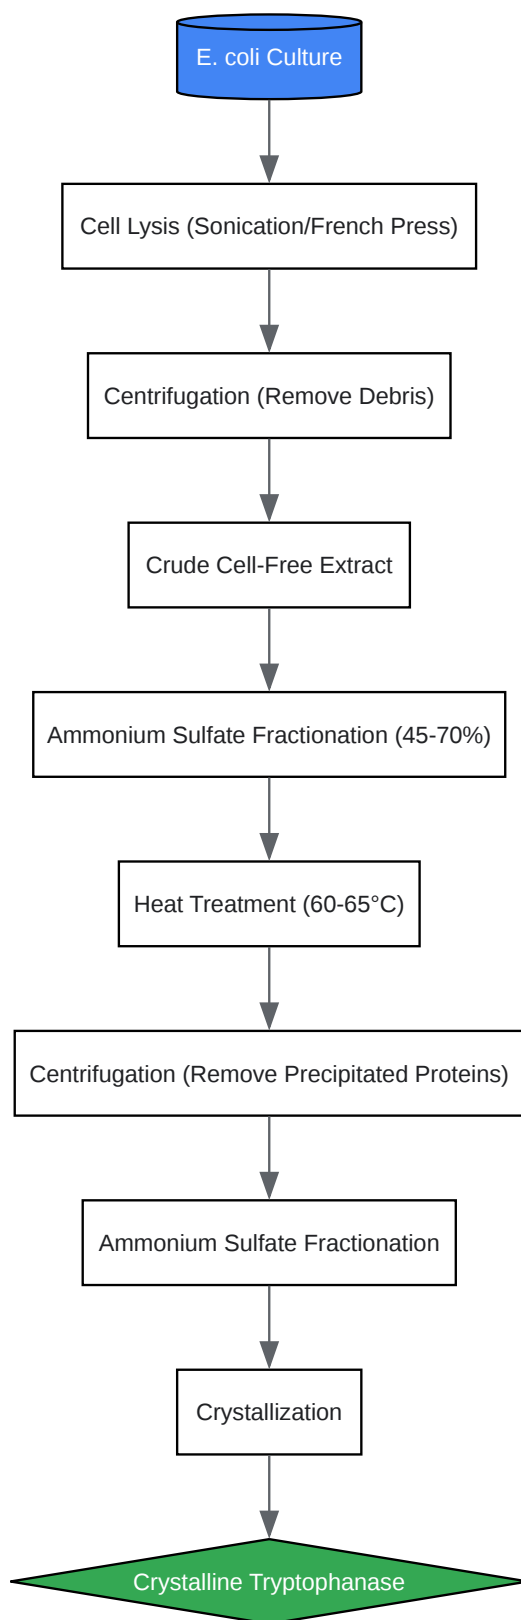 E. coli Culture
Cell Lysis (Sonication/French Press)
Centrifugation (Remove Debris)
Crude Cell-Free Extract
Ammonium Sulfate Fractionation (45-70%)
Heat Treatment (60-65°C)
Centrifugation (Remove Precipitated Proteins)
Ammonium Sulfate Fractionation
Crystallization
Crystalline Tryptophanase